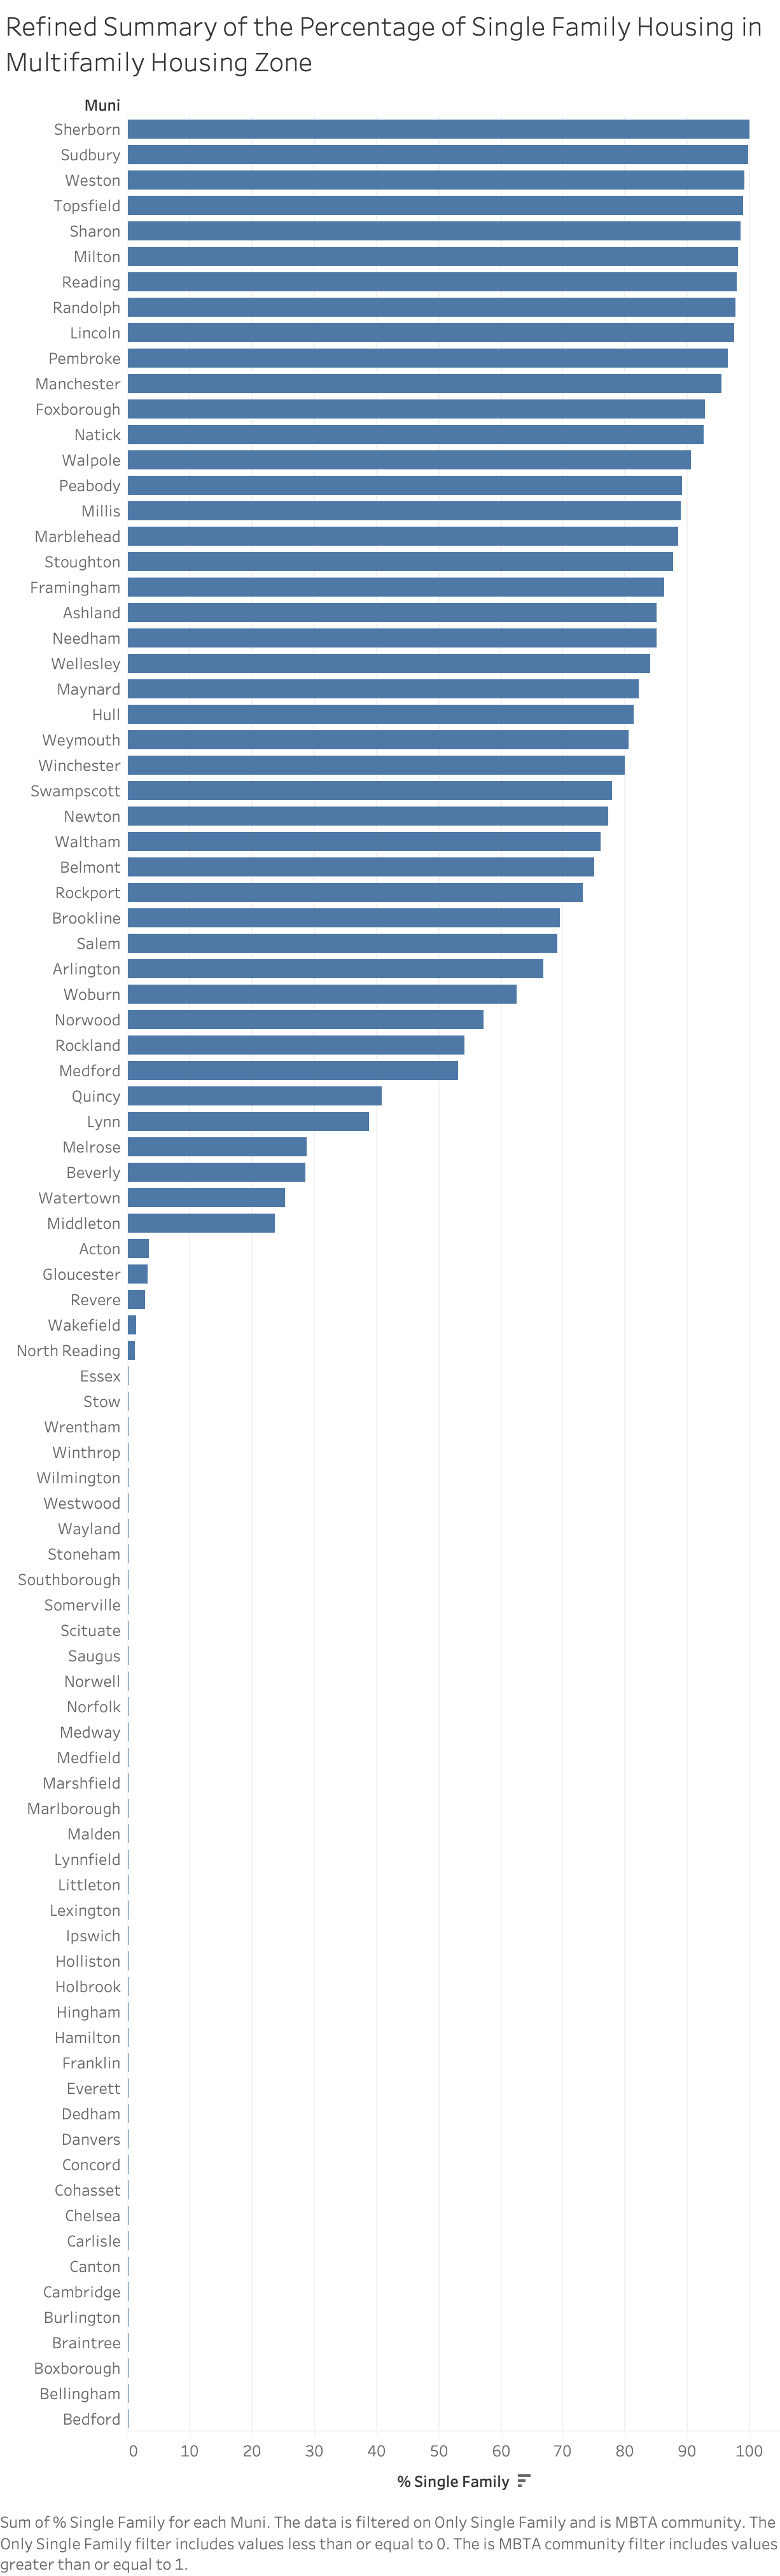 Refined Summary of the Percentage of Single Family Housing in
Multifamily Housing Zone
Muni
Sherborn
Sudbury
Weston
Topsfield
Sharon
Milton
Reading
Randolph
Lincoln
Pembroke
Manchester
Foxborough
Natick
Walpole
Peabody
Millis
Marblehead
Stoughton
Framingham
Ashland
Needham
Wellesley
Maynard
Hull
Weymouth
Winchester
Swampscott
Newton
Waltham
Belmont
Rockport
Brookline
Salem
Arlington
Woburn
Norwood
Rockland
Medford
Quincy
Lynn
Melrose
Beverly
Watertown
Middleton
Acton
Gloucester
Revere
Wakefield
North Reading
Essex
Stow
Wrentham
Winthrop
Wilmington
Westwood
Wayland
Stoneham
Southborough
Somerville
Scituate
Saugus
Norwell
Norfolk
Medway
Medfield
Marshfield
Marlborough
Malden
Lynnfield
Littleton
Lexington
Ipswich
Holliston
Holbrook
Hingham
Hamilton
Franklin
Everett
Dedham
Danvers
Concord
Cohasset
Chelsea
Carlisle
Canton
Cambridge
Burlington
Braintree
Boxborough
Bellingham
Bedford
0 10 20 30 40 50 60 70 80 90 100
% Single Family
Sum of % Single Family for each Muni. The data is filtered on Only Single Family and is MBTA community. The
Only Single Family filter includes values less than or equal to 0. The is MBTA community filter includes values
greater than or equal to 1.